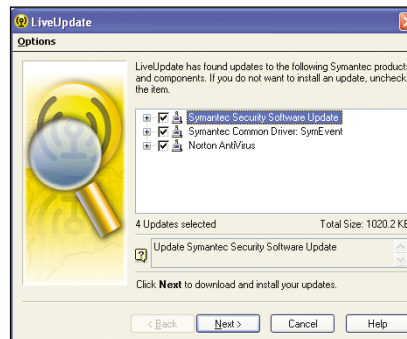 LiveUpdate
Options
LiveUpdate has found updates to the following Symantec products
and components. If you do not want to install an update, uncheck
the item.
Symantec Security Software Update
Symantec Common Driver: SymEvent
Norton AntiVirus
4 Updates selected Total Size: 1020.2 KB
Update Symantec Security Software Update
Click Next to download and install your updates.
< Back Next > Cancel Help